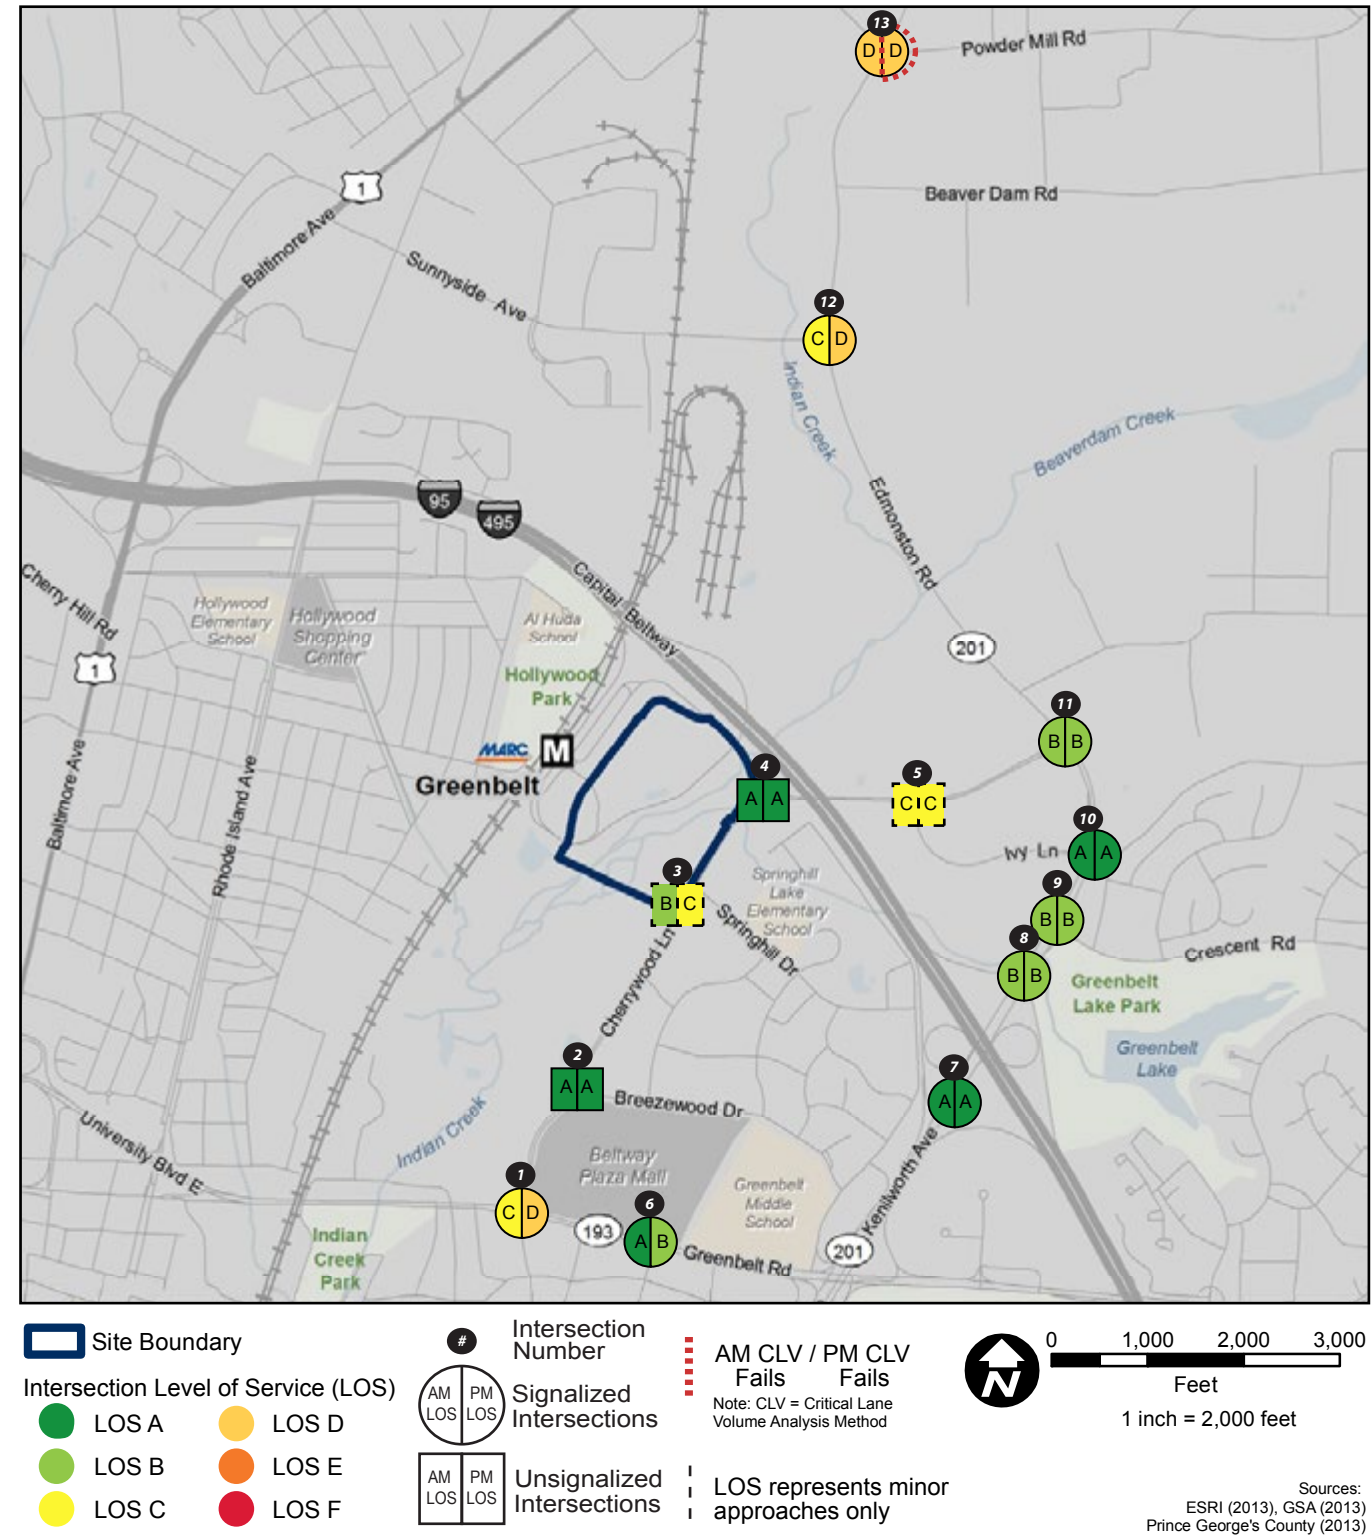 13
D D
Powder Mill Rd
1
Baltimore Ave
Beaver Dam Rd
Sunnyside Ave
12
C D
Indian Creek
Beaverdam Creek
95
495
Edmonston Rd
Capital Beltway
Cherry Hill Rd
Hollywood
Elementary
School
Hollywood
Shopping
Center
Al Huda
School
1
201
Hollywood
Park
11
B B
MARC
M
Greenbelt
4
A A
5
C C
Baltimore Ave
Rhode Island Ave
10
A A
Ivy Ln
3
B C
Springhill
Lake
Elementary
School
9
B B
Springhill Dr
8
B B
Crescent Rd
Cherrywood Ln
Greenbelt
Lake Park
Greenbelt
Lake
2
A A
7
A A
Breezewood Dr
Indian Creek
University Blvd E
Beltway
Plaza Mall
Kenilworth Ave
1
C D
Greenbelt
Middle
School
6
A B
193
201
Greenbelt Rd
Indian
Creek
Park
Site Boundary
Intersection Level of Service (LOS)
LOS A
LOS B
LOS C
LOS D
LOS E
LOS F
#
Intersection
Number
AM PM
LOS LOS
Signalized
Intersections
AM PM
LOS LOS
Unsignalized
Intersections
AM CLV / PM CLV
Fails Fails
Note: CLV = Critical Lane
Volume Analysis Method
LOS represents minor
approaches only
N
0 1,000 2,000 3,000
Feet
1 inch = 2,000 feet
Sources:
ESRI (2013), GSA (2013)
Prince George's County (2013)